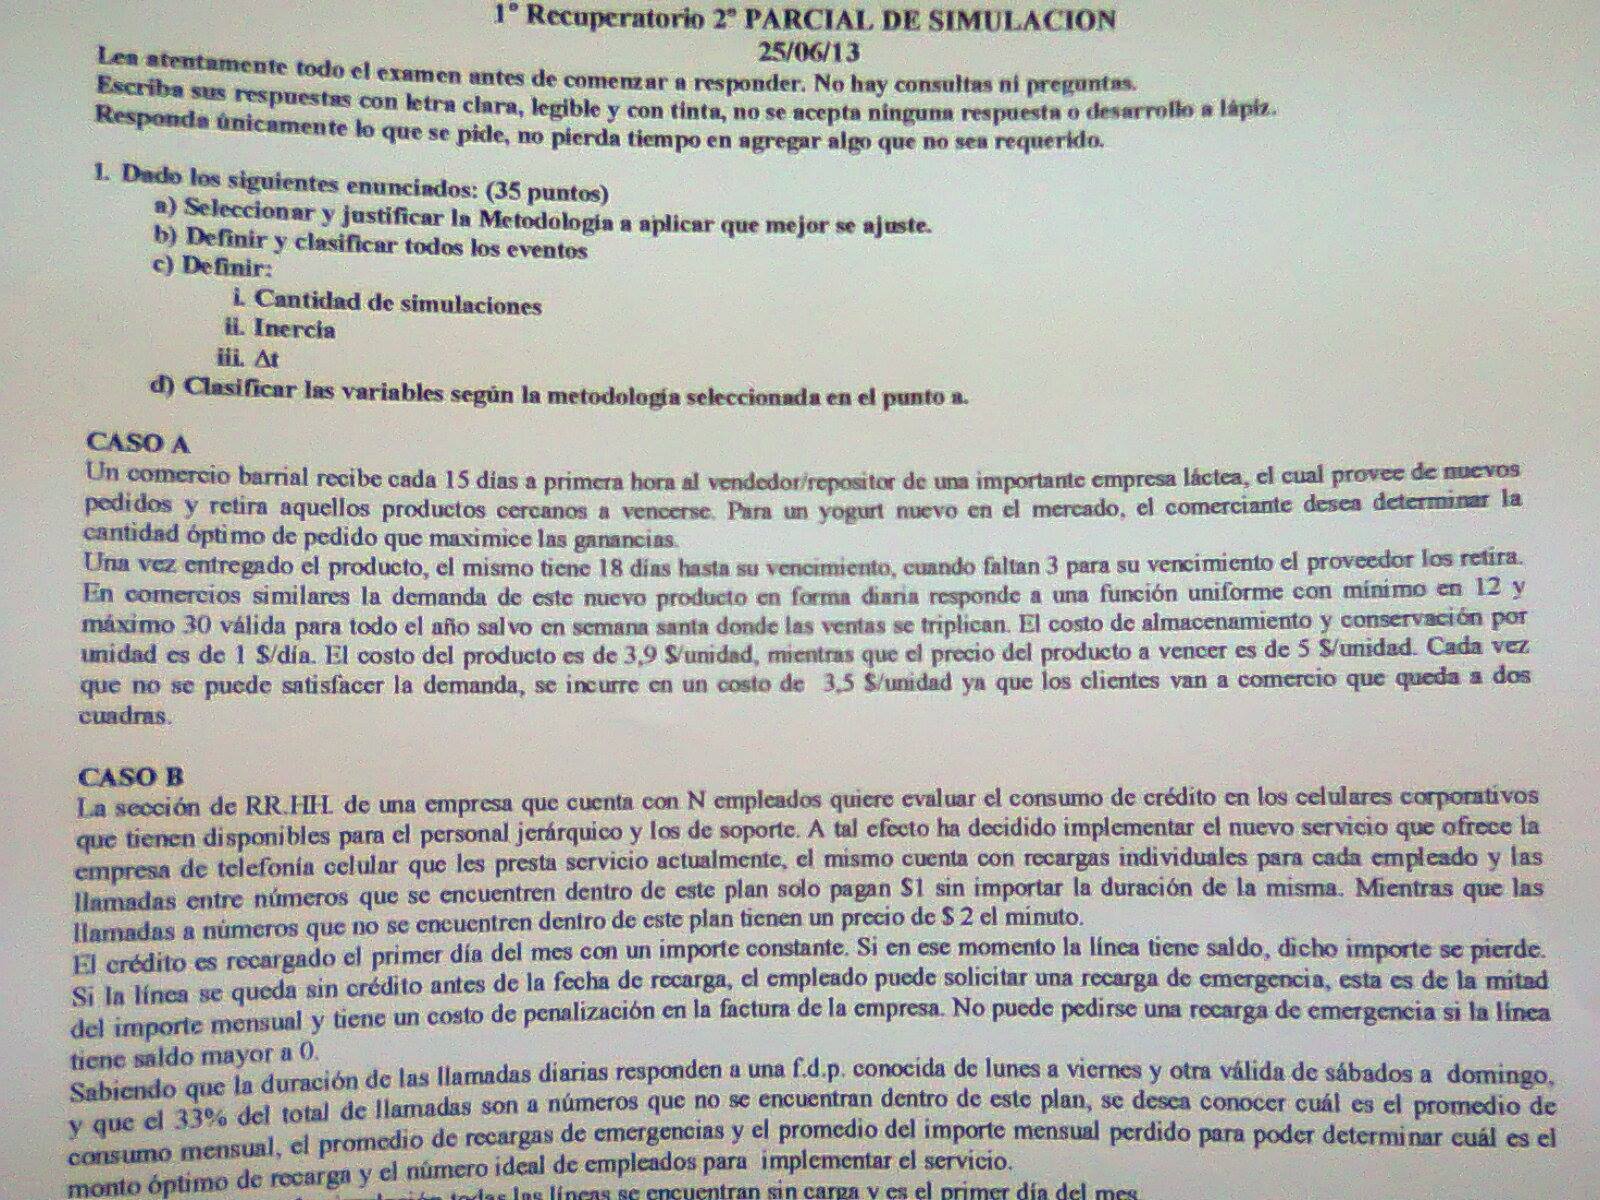 1° Recuperatorio 2° PARCIAL DE SIMULACION
25/06/13
Lea atentamente todo el examen antes de comenzar a responder. No hay consultas ni preguntas.
Escriba sus respuestas con letra clara, legible y con tinta, no se acepta ninguna respuesta o desarrollo a lápiz.
Responda únicamente lo que se pide, no pierda tiempo en agregar algo que no sea requerido.
1. Dado los siguientes enunciados: (35 puntos)
a) Seleccionar y justificar la Metodología a aplicar que mejor se ajuste.
b) Definir y clasificar todos los eventos
c) Definir:
i. Cantidad de simulaciones
ii. Inercia
iii. Δt
d) Clasificar las variables según la metodología seleccionada en el punto a.
CASO A
Un comercio barrial recibe cada 15 días a primera hora al vendedor/repositor de una importante empresa láctea, el cual provee de nuevos
pedidos y retira aquellos productos cercanos a vencerse. Para un yogurt nuevo en el mercado, el comerciante desea determinar la
cantidad óptimo de pedido que maximice las ganancias.
Una vez entregado el producto, el mismo tiene 18 días hasta su vencimiento, cuando faltan 3 para su vencimiento el proveedor los retira.
En comercios similares la demanda de este nuevo producto en forma diaria responde a una función uniforme con mínimo en 12 y
máximo 30 válida para todo el año salvo en semana santa donde las ventas se triplican. El costo de almacenamiento y conservación por
unidad es de 1 $/día. El costo del producto es de 3,9 $/unidad, mientras que el precio del producto a vencer es de 5 $/unidad. Cada vez
que no se puede satisfacer la demanda, se incurre en un costo de 3,5 $/unidad ya que los clientes van a comercio que queda a dos
cuadras.
CASO B
La sección de RR.HH. de una empresa que cuenta con N empleados quiere evaluar el consumo de crédito en los celulares corporativos
que tienen disponibles para el personal jerárquico y los de soporte. A tal efecto ha decidido implementar el nuevo servicio que ofrece la
empresa de telefonía celular que les presta servicio actualmente, el mismo cuenta con recargas individuales para cada empleado y las
llamadas entre números que se encuentren dentro de este plan solo pagan $1 sin importar la duración de la misma. Mientras que las
llamadas a números que no se encuentren dentro de este plan tienen un precio de $ 2 el minuto.
El crédito es recargado el primer día del mes con un importe constante. Si en ese momento la línea tiene saldo, dicho importe se pierde.
Si la línea se queda sin crédito antes de la fecha de recarga, el empleado puede solicitar una recarga de emergencia, esta es de la mitad
del importe mensual y tiene un costo de penalización en la factura de la empresa. No puede pedirse una recarga de emergencia si la línea
tiene saldo mayor a 0.
Sabiendo que la duración de las llamadas diarias responden a una f.d.p. conocida de lunes a viernes y otra válida de sábados a domingo,
y que el 33% del total de llamadas son a números que no se encuentran dentro de este plan, se desea conocer cuál es el promedio de
consumo mensual, el promedio de recargas de emergencias y el promedio del importe mensual perdido para poder determinar cuál es el
monto óptimo de recarga y el número ideal de empleados para implementar el servicio.
todas las líneas se encuentran sin carga y es el primer día del mes